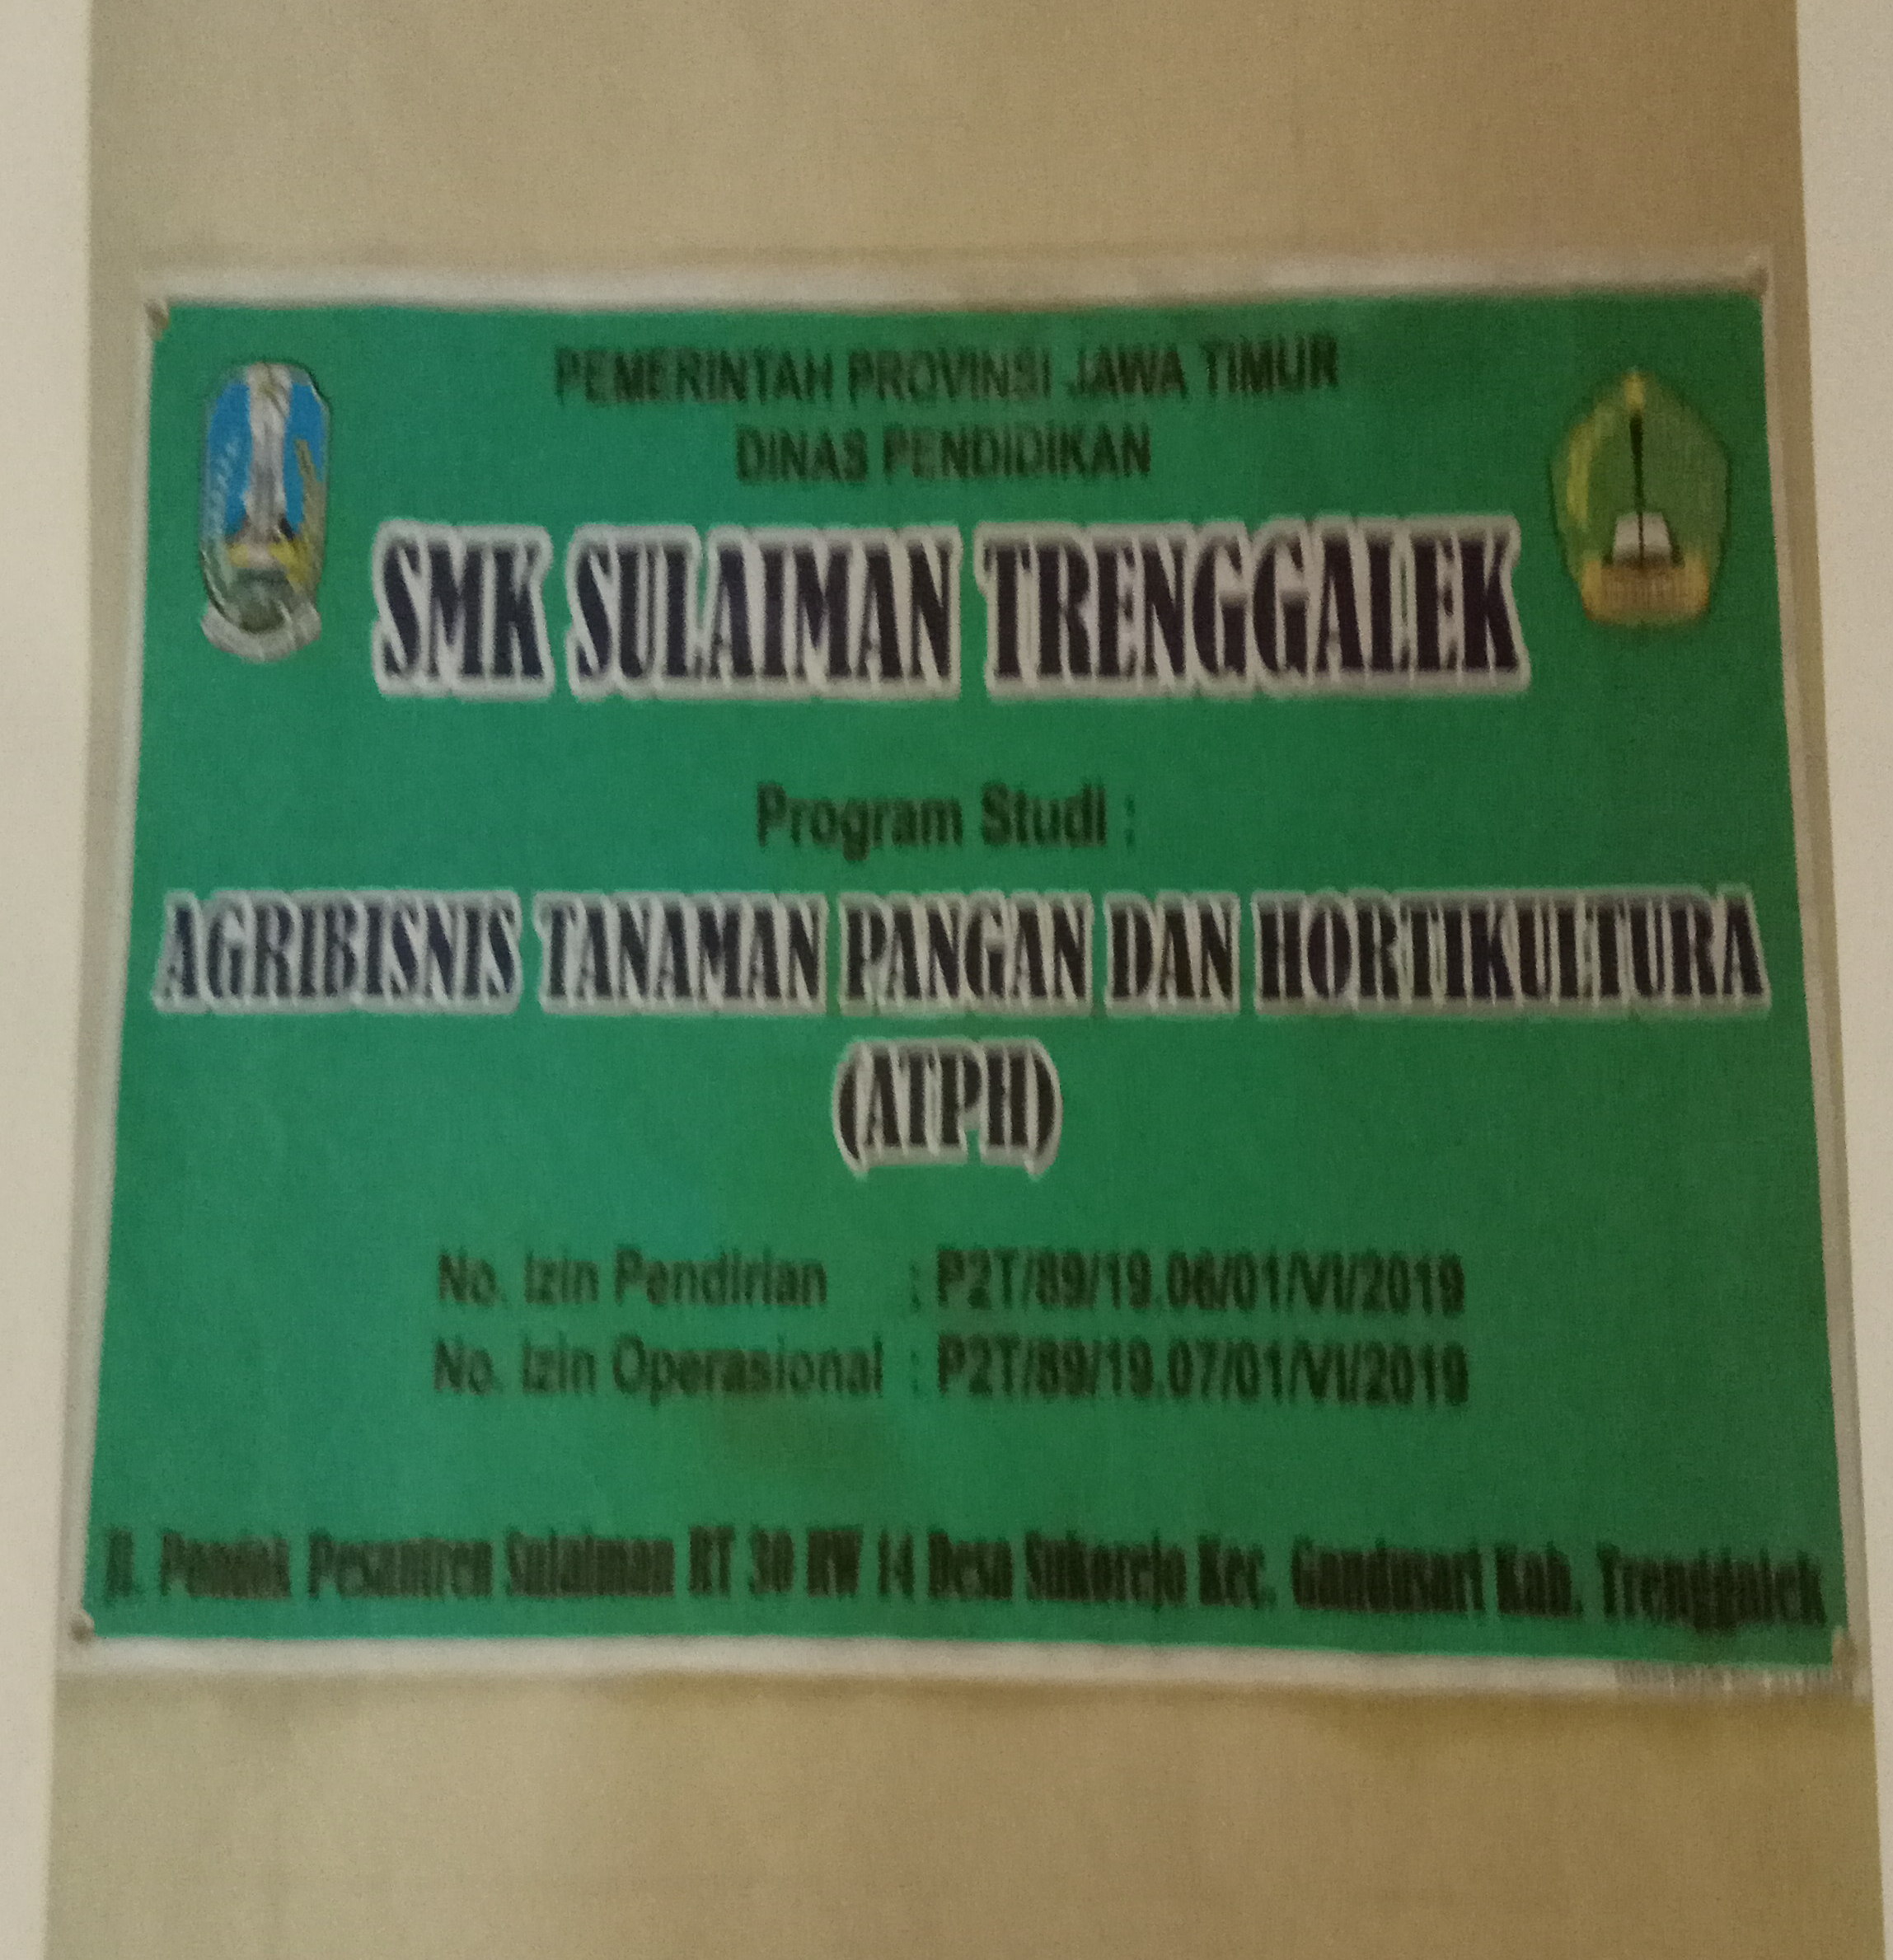 PEMERINTAH PROVINSI JAWA TIMUR
DINAS PENDIDIKAN
SMK SULAIMAN TRENGGALEK
Program Studi :
AGRIBISNIS TANAMAN PANGAN DAN HORTIKULTURA
(ATPH)
No. Izin Pendirian : P2T/89/19.06/01/VI/2019
No. Izin Operasional : P2T/89/19.07/01/VI/2019
Jl. Pondok Pesantren Sulaiman RT 30 RW 14 Desa Sukorejo Kec. Gandusari Kab. Trenggalek